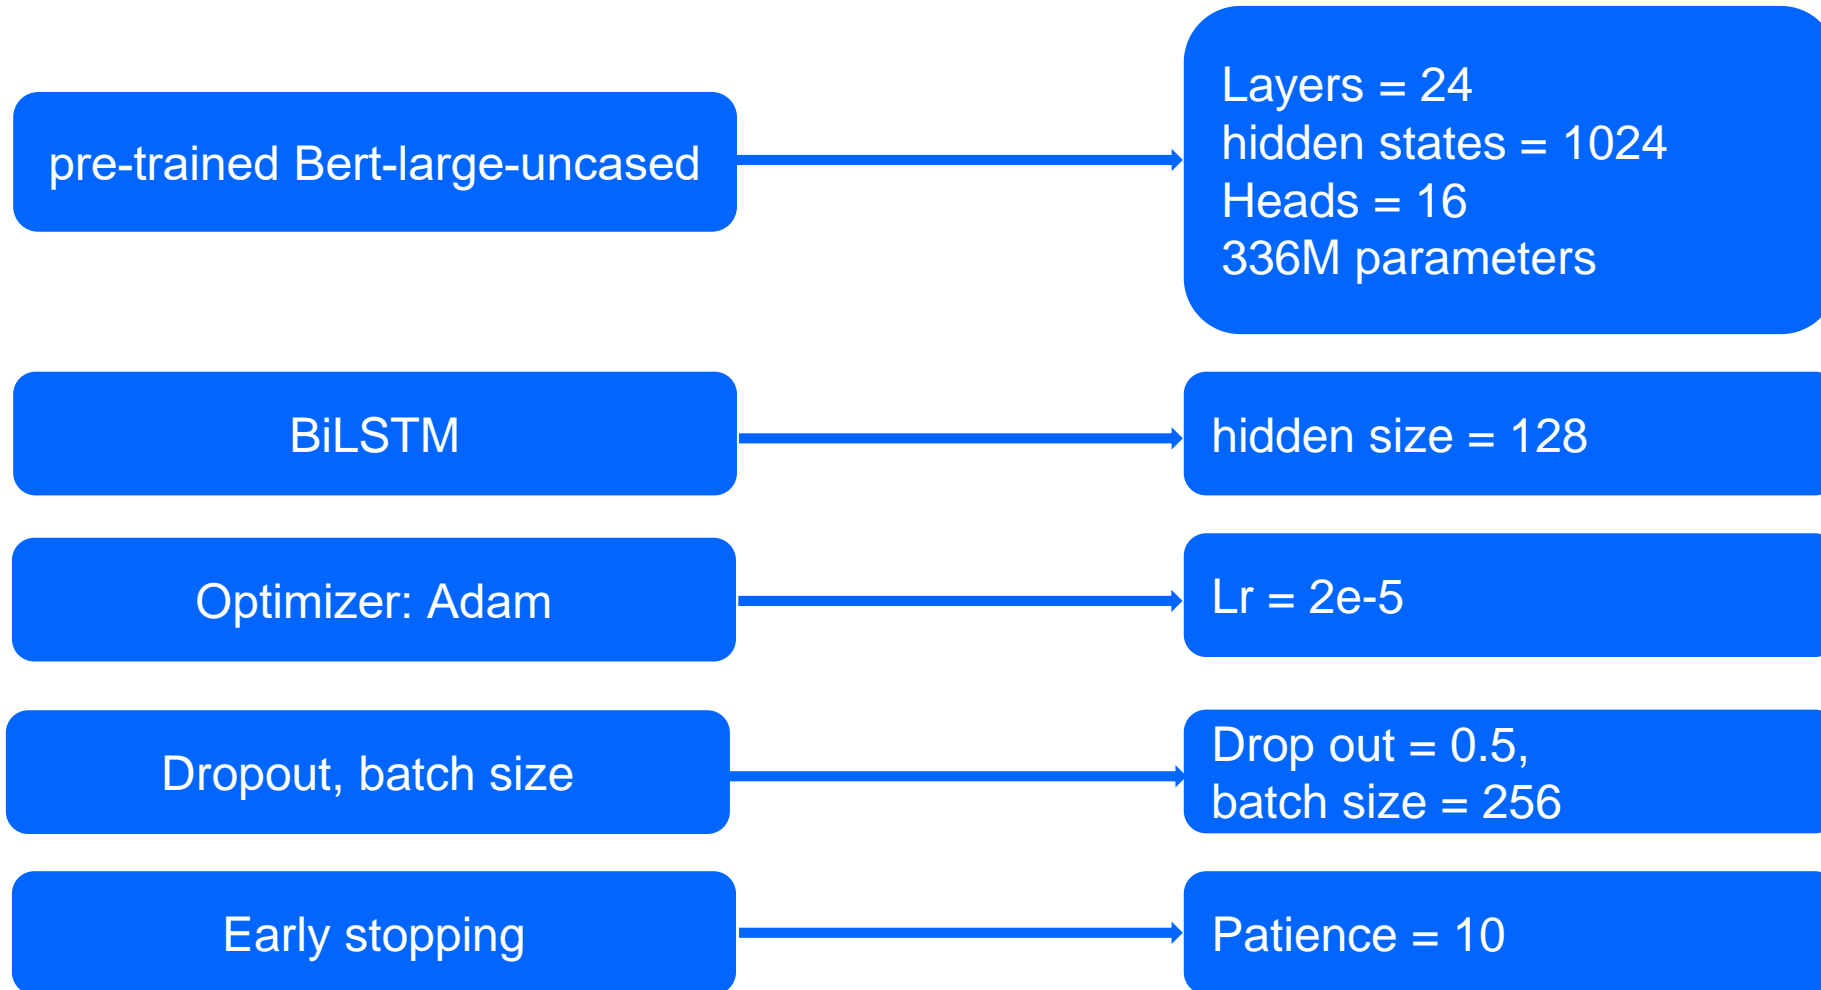 pre-trained Bert-large-uncased
Layers = 24
hidden states = 1024
Heads = 16
336M parameters
BiLSTM
hidden size = 128
Optimizer: Adam
Lr = 2e-5
Dropout, batch size
Drop out = 0.5,
batch size = 256
Early stopping
Patience = 10